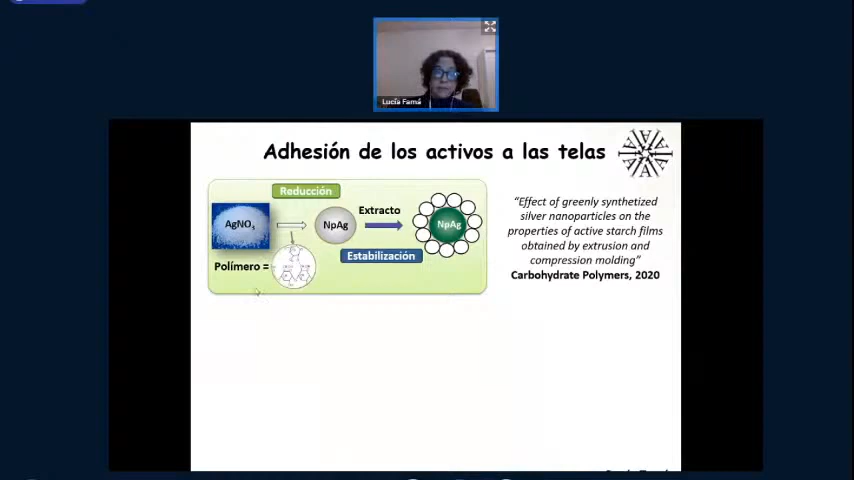 Lucía Famá
Adhesión de los activos a las telas
Reducción
AgNO3
NpAg
Extracto
NpAg
Estabilización
Polímero =
“Effect of greenly synthetized
silver nanoparticles on the
properties of active starch films
obtained by extrusion and
compression molding”
Carbohydrate Polymers, 2020